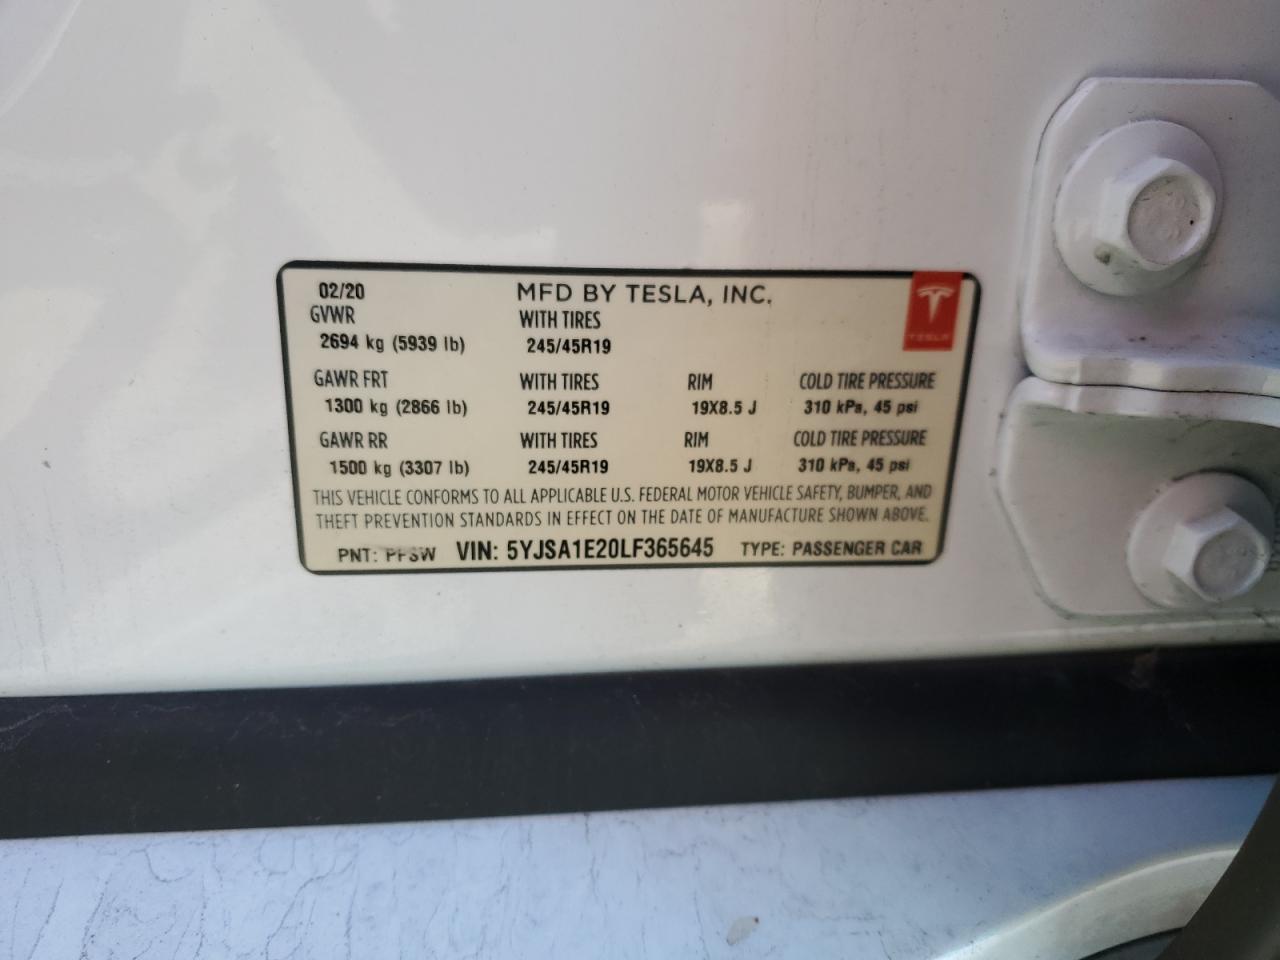 02/20 MFD BY TESLA, INC.
GVWR WITH TIRES
2694 kg (5939 lb) 245/45R19
TESLA
GAWR FRT WITH TIRES RIM COLD TIRE PRESSURE
1300 kg (2866 lb) 245/45R19 19X8.5 J 310 kPa, 45 psi
GAWR RR WITH TIRES RIM COLD TIRE PRESSURE
1500 kg (3307 lb) 245/45R19 19X8.5 J 310 kPa, 45 psi
THIS VEHICLE CONFORMS TO ALL APPLICABLE U.S. FEDERAL MOTOR VEHICLE SAFETY, BUMPER, AND
THEFT PREVENTION STANDARDS IN EFFECT ON THE DATE OF MANUFACTURE SHOWN ABOVE.
PNT: PPSW VIN: 5YJSA1E20LF365645 TYPE: PASSENGER CAR